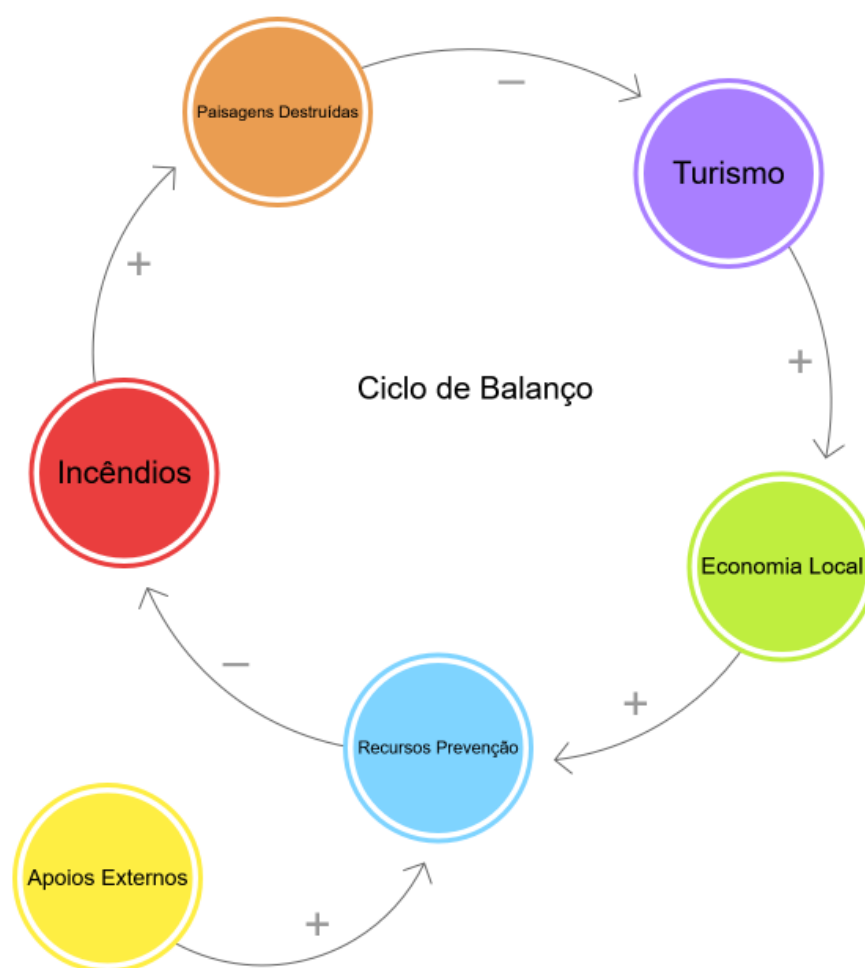 Paisagens Destruídas
−
Turismo
+
+
Ciclo de Balanço
Incêndios
Economia Local
−
+
Recursos Prevenção
Apoios Externos
+